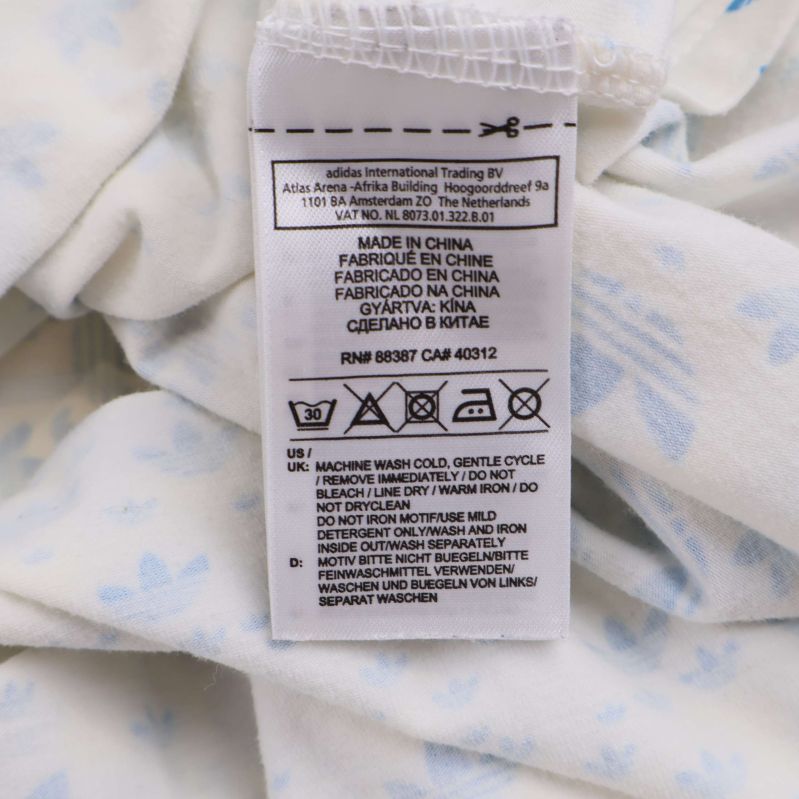 adidas International Trading BV
Atlas Arena -Afrika Building Hoogoorddreef 9a
1101 BA Amsterdam ZO The Netherlands
VAT NO. NL 8073.01.322.B.01
MADE IN CHINA
FABRIQUÉ EN CHINE
FABRICADO EN CHINA
FABRICADO NA CHINA
GYÁRTVA: KÍNA
СДЕЛАНО В КИТАЕ
RN# 88387 CA# 40312
30
US /
UK: MACHINE WASH COLD, GENTLE CYCLE
/ REMOVE IMMEDIATELY / DO NOT
BLEACH / LINE DRY / WARM IRON / DO
NOT DRYCLEAN
DO NOT IRON MOTIF/USE MILD
DETERGENT ONLY/WASH AND IRON
INSIDE OUT/WASH SEPARATELY
D: MOTIV BITTE NICHT BUEGELN/BITTE
FEINWASCHMITTEL VERWENDEN/
WASCHEN UND BUEGELN VON LINKS/
SEPARAT WASCHEN